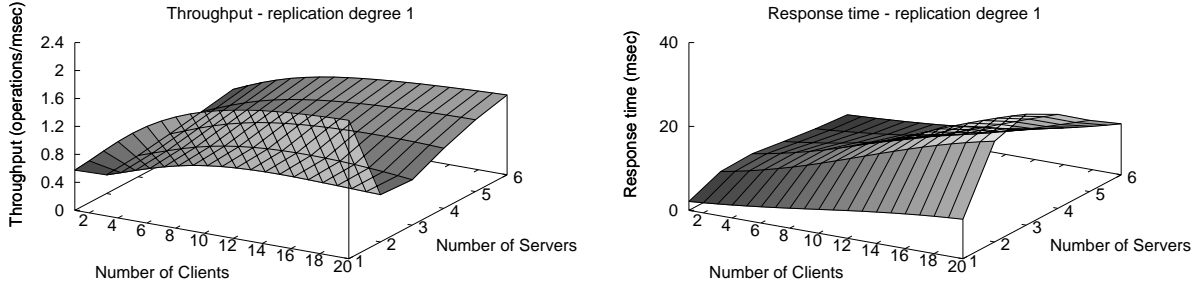 Throughput - replication degree 1
Throughput (operations/msec)
2.4
2
1.6
1.2
0.8
0.4
0
2 4 6 8 10 12 14 16 18 20
Number of Clients
1 2 3 4 5 6
Number of Servers
Response time - replication degree 1
Response time (msec)
40
20
0
2 4 6 8 10 12 14 16 18 20
Number of Clients
1 2 3 4 5 6
Number of Servers